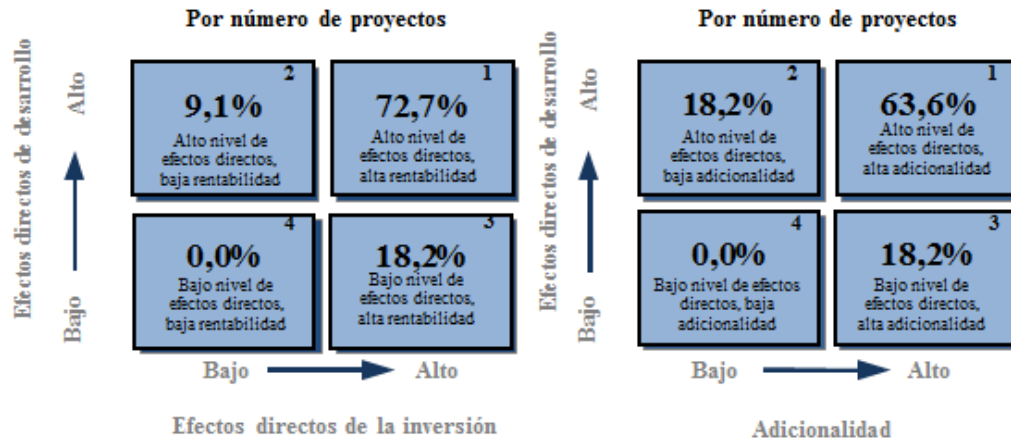 Por número de proyectos
Efectos directos de desarrollo
Alto
Bajo
2
9,1%
Alto nivel de
efectos directos,
baja rentabilidad
1
72,7%
Alto nivel de
efectos directos,
alta rentabilidad
4
0,0%
Bajo nivel de
efectos directos,
baja rentabilidad
3
18,2%
Bajo nivel de
efectos directos,
alta rentabilidad
Bajo
Alto
Efectos directos de la inversión
Por número de proyectos
Efectos directos de desarrollo
Alto
Bajo
2
18,2%
Alto nivel de
efectos directos,
baja adicionalidad
1
63,6%
Alto nivel de
efectos directos,
alta adicionalidad
4
0,0%
Bajo nivel de efectos
directos, baja
adicionalidad
3
18,2%
Bajo nivel de
efectos directos,
alta adicionalidad
Bajo
Alto
Adicionalidad